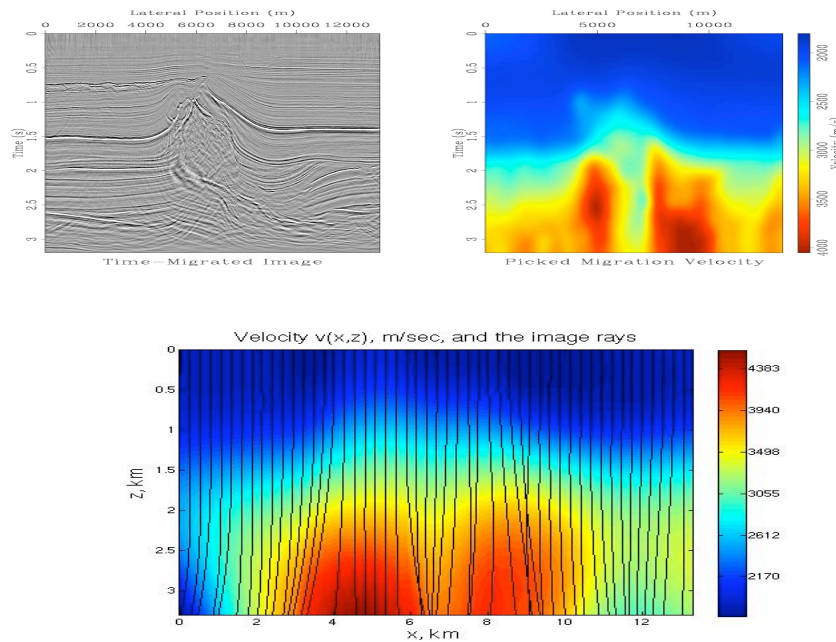 Lateral Position (m)
0 2000 4000 6000 8000 10000 12000
0
0.5
1
1.5
2
2.5
3
Time (s)
Time-Migrated Image
Lateral Position (m)
0 5000 10000
0
0.5
1
1.5
2
2.5
3
Time (s)
2000
3000
4000
Velocity (m/s)
Picked Migration Velocity
Velocity v(x,z), m/sec, and the image rays
0
0.5
1
1.5
2
2.5
3
z, km
0 2 4 6 8 10 12
x, km
4383
3940
3498
3055
2612
2170